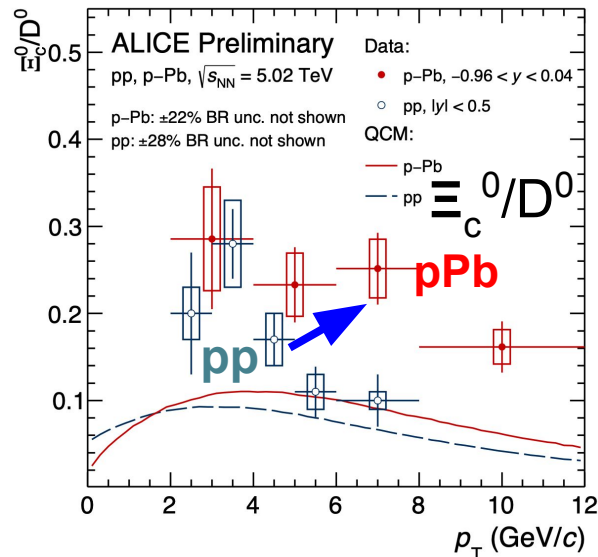 Ξc0/D0
0.5
0.4
0.3
0.2
0.1
ALICE Preliminary
pp, p−Pb, √sNN = 5.02 TeV
p−Pb: ±22% BR unc. not shown
pp: ±28% BR unc. not shown
Data:
p−Pb, -0.96 < y < 0.04
pp, |y| < 0.5
QCM:
p−Pb
pp
Ξc0/D0
pPb
pp
0 2 4 6 8 10 12
pT (GeV/c)